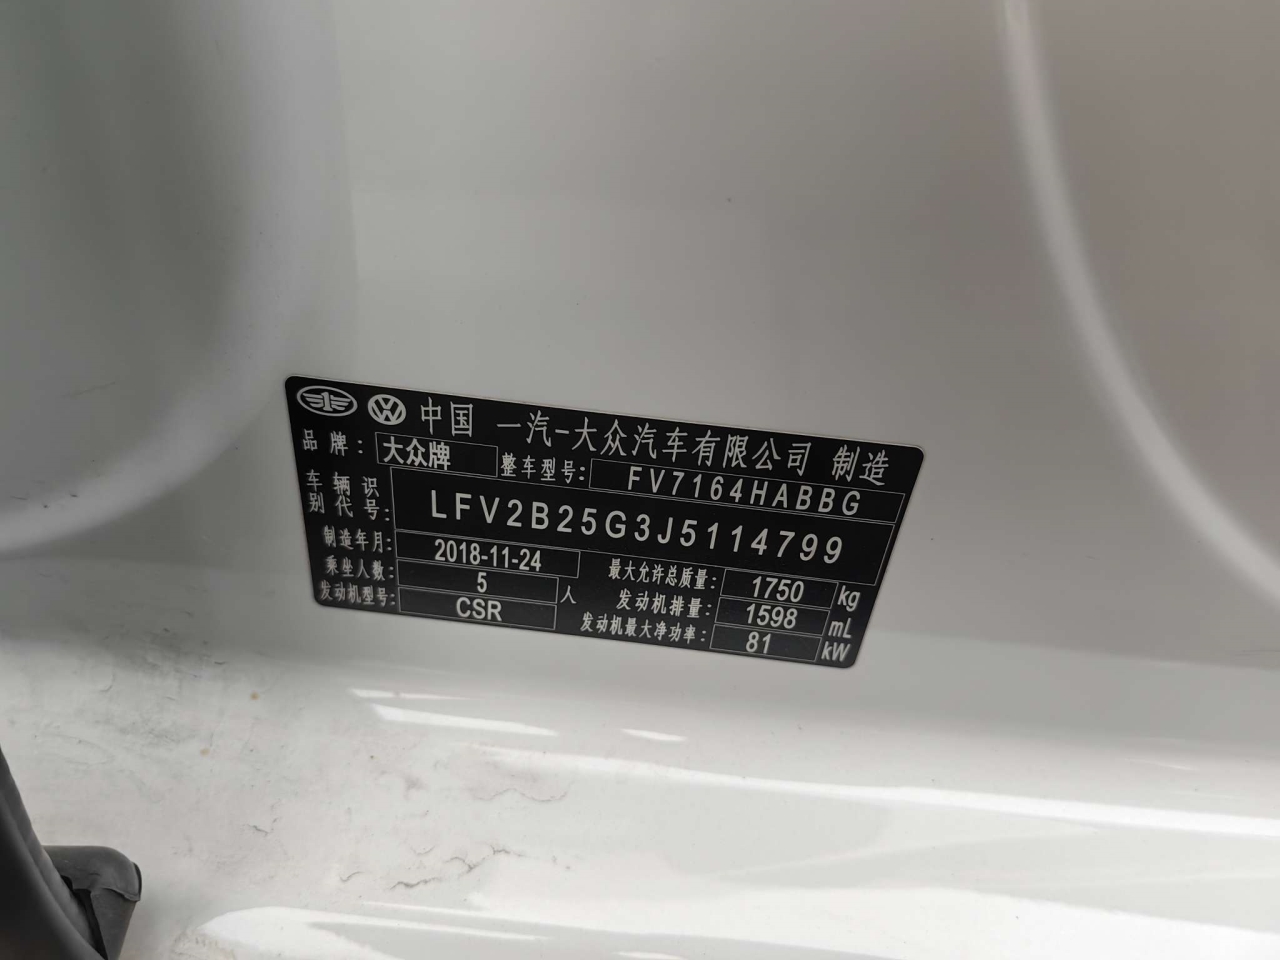 中国 一汽-大众汽车有限公司 制造
品牌: 大众牌 整车型号: FV7164HABBG
车辆识别代号: LFV2B25G3J5114799
制造年月: 2018-11-24 最大允许总质量: 1750 kg
乘坐人数: 5 人 发动机排量: 1598 mL
发动机型号: CSR 发动机最大净功率: 81 kW